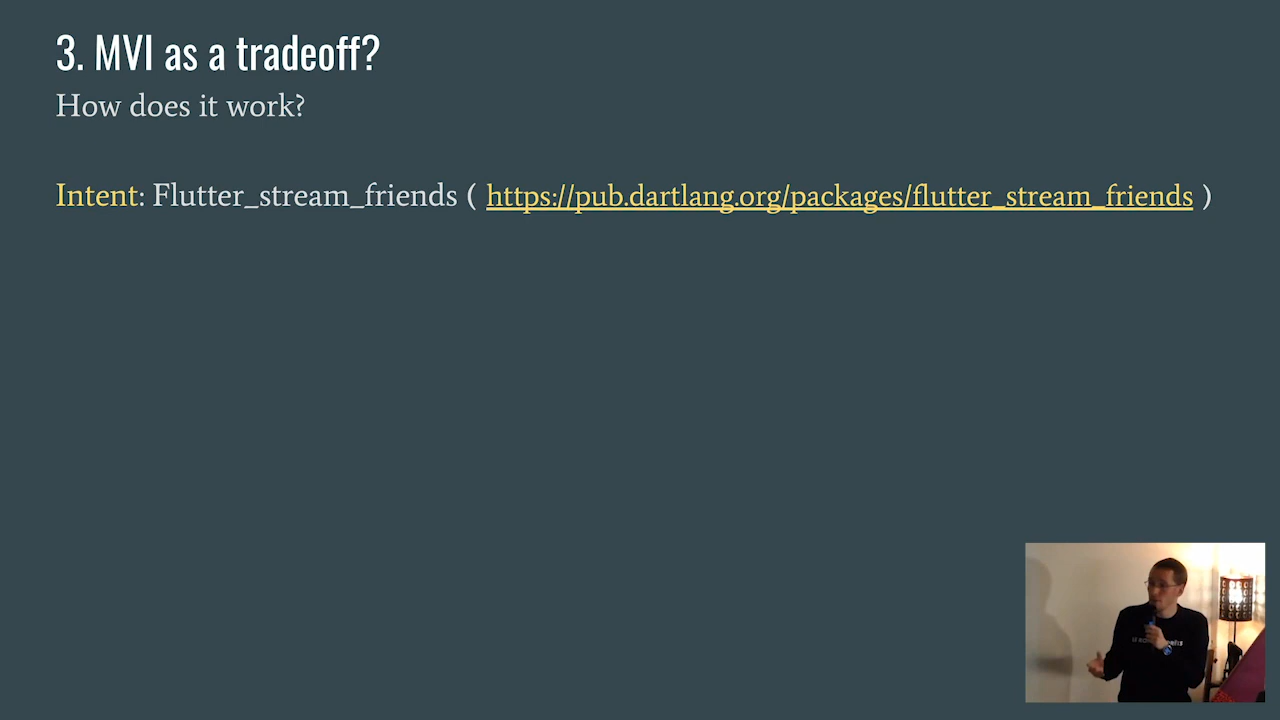 3. MVI as a tradeoff?
How does it work?
Intent: Flutter_stream_friends ( https://pub.dartlang.org/packages/flutter_stream_friends )